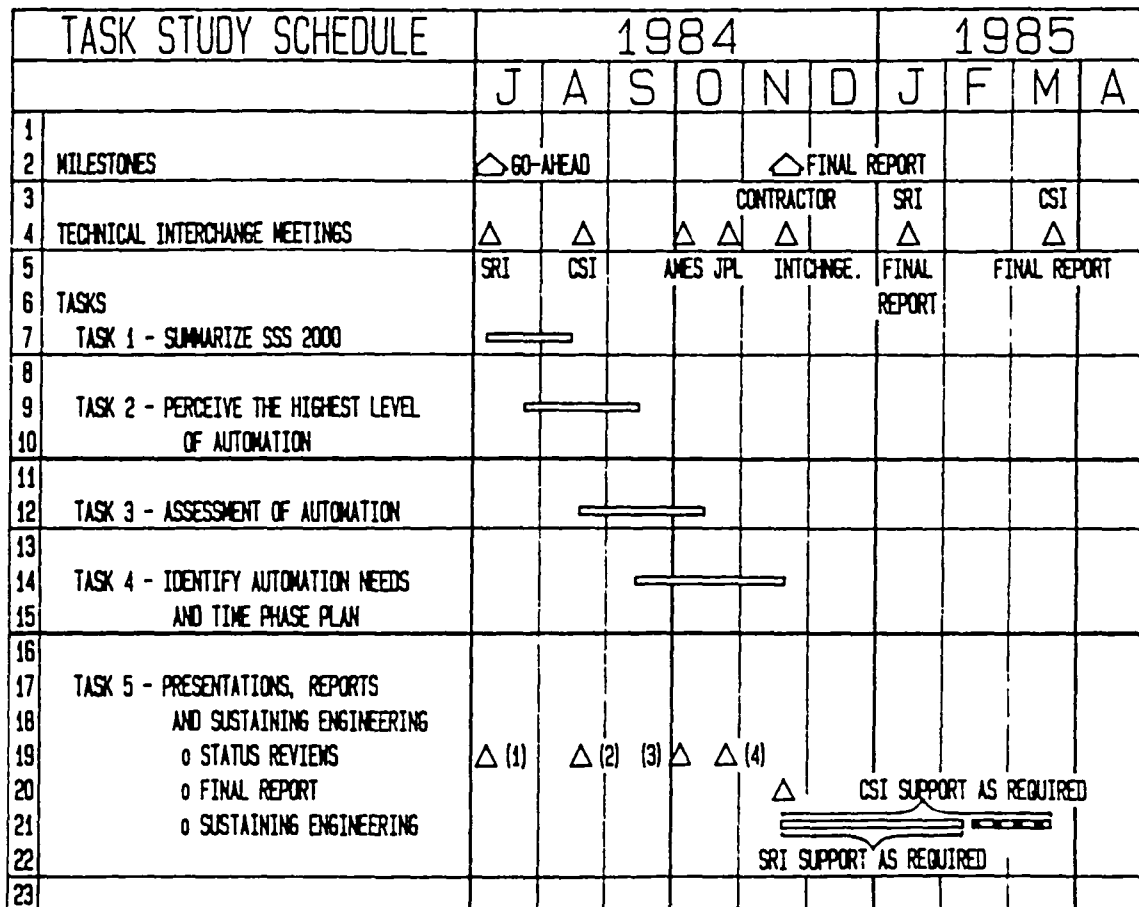 TASK STUDY SCHEDULE 1984 1985
J A S O N D J F M A
1
2 MILESTONES GO-AHEAD FINAL REPORT
3 CONTRACTOR SRI CSI
4 TECHNICAL INTERCHANGE MEETINGS
5 SRI CSI AMES JPL INTCHNGE. FINAL FINAL REPORT
6 TASKS REPORT
7 TASK 1 - SUMMARIZE SSS 2000
8
9 TASK 2 - PERCEIVE THE HIGHEST LEVEL
10 OF AUTOMATION
11
12 TASK 3 - ASSESSMENT OF AUTOMATION
13
14 TASK 4 - IDENTIFY AUTOMATION NEEDS
15 AND TIME PHASE PLAN
16
17 TASK 5 - PRESENTATIONS, REPORTS
18 AND SUSTAINING ENGINEERING
19 o STATUS REVIEWS (1) (2) (3) (4)
20 o FINAL REPORT CSI SUPPORT AS REQUIRED
21 o SUSTAINING ENGINEERING
22 SRI SUPPORT AS REQUIRED
23